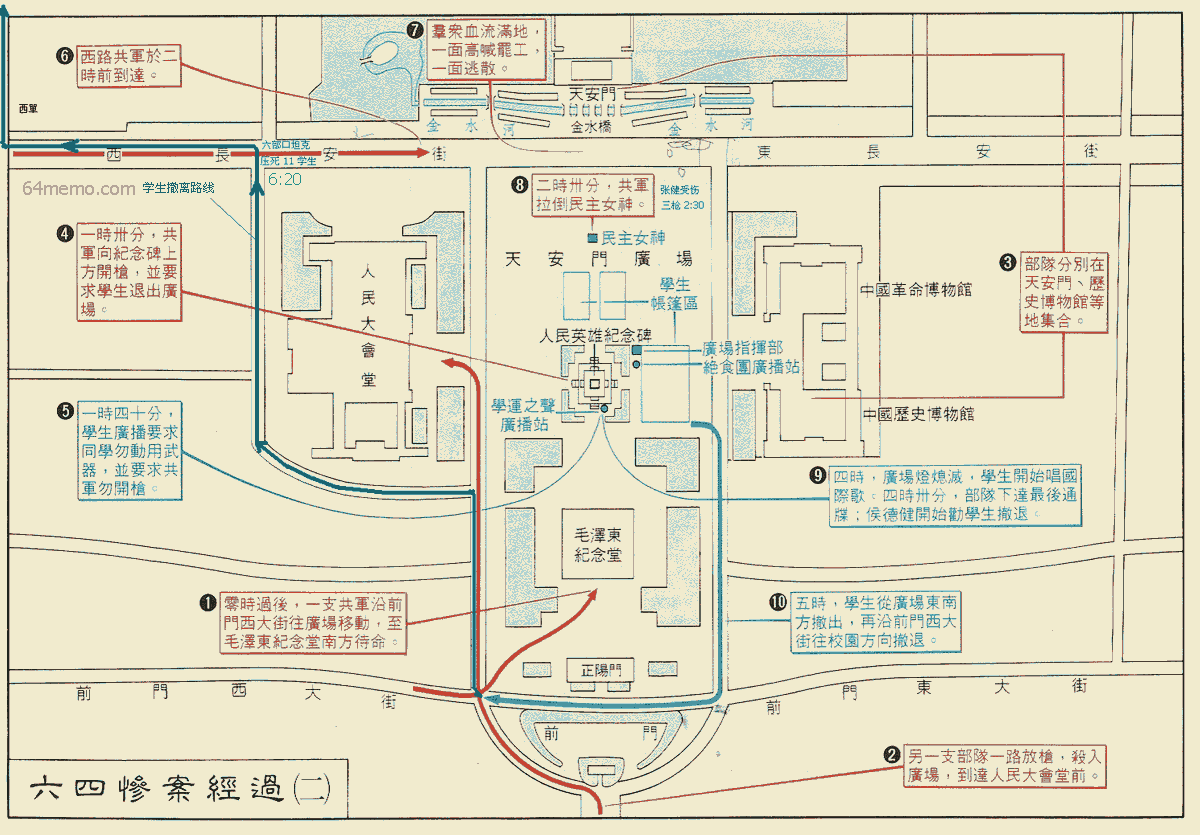 ❻ 西路共軍於二
時前到達。
❼ 羣衆血流滿地，
一面高喊罷工，
一面逃散。
西單
天安門
金水橋
金 水 河
金 水 河
西 長 安 街
東 長 安 街
六部口坦克
压死 11 学生
6:20
64memo.com
学生撤离路线
❽ 二時卅分，共軍
拉倒民主女神。
张健受伤
三枪 2:30
民主女神
天 安 門 廣 場
❹ 一時卅分，共
軍向紀念碑上
方開槍，並要
求學生退出廣
場。
人民大會堂
學生
帳篷區
人民英雄紀念碑
廣場指揮部
絕食團廣播站
學運之聲
廣播站
中國革命博物館
中國歷史博物館
❸ 部隊分別在
天安門、歷
史博物館等
地集合。
❺ 一時四十分，
學生廣播要求
同學勿動用武
器，並要求共
軍勿開槍。
❾ 四時，廣場燈熄滅，學生開始唱國
際歌。四時卅分，部隊下達最後通
牒；侯德健開始勸學生撤退。
毛澤東
紀念堂
❶ 零時過後，一支共軍沿前
門西大街往廣場移動，至
毛澤東紀念堂南方待命。
❿ 五時，學生從廣場東南
方撤出，再沿前門西大
街往校園方向撤退。
正陽門
前 門 西 大 街
前 門 東 大 街
前 門
❷ 另一支部隊一路放槍，殺入
廣場，到達人民大會堂前。
六四慘案經過(二)